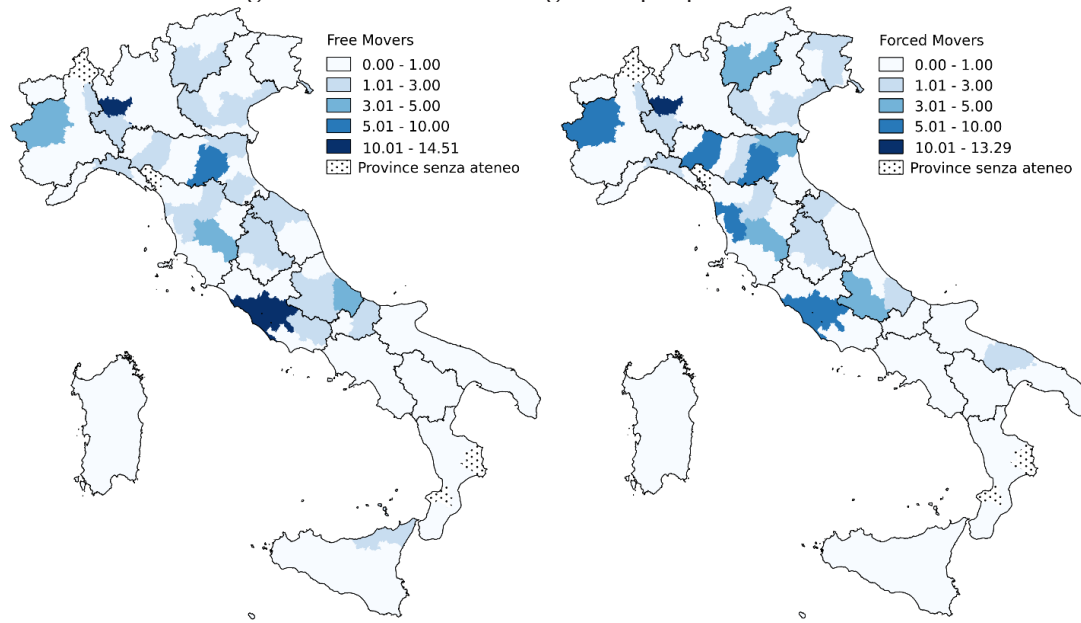 Free Movers
0.00 - 1.00
1.01 - 3.00
3.01 - 5.00
5.01 - 10.00
10.01 - 14.51
Province senza ateneo
Forced Movers
0.00 - 1.00
1.01 - 3.00
3.01 - 5.00
5.01 - 10.00
10.01 - 13.29
Province senza ateneo